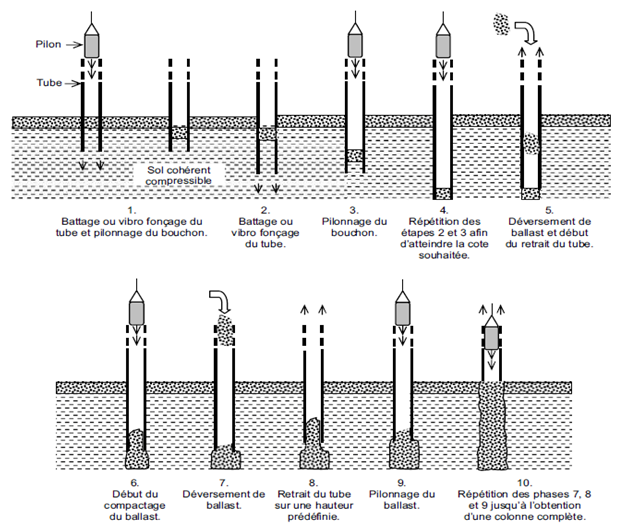 Pilon
Tube
Sol cohérent
compressible
1.
Battage ou vibro fonçage du
tube et pilonnage du bouchon.
2.
Battage ou
vibro fonçage
du tube.
3.
Pilonnage du
bouchon.
4.
Répétition des
étapes 2 et 3 afin
d'atteindre la cote
souhaitée.
5.
Déversement de
ballast et début
du retrait du tube.
6.
Début du
compactage
du ballast.
7.
Déversement de
ballast.
8.
Retrait du tube
sur une hauteur
prédéfinie.
9.
Pilonnage du
ballast.
10.
Répétition des phases 7, 8
et 9 jusqu'à l'obtention
d'une colonne complète.